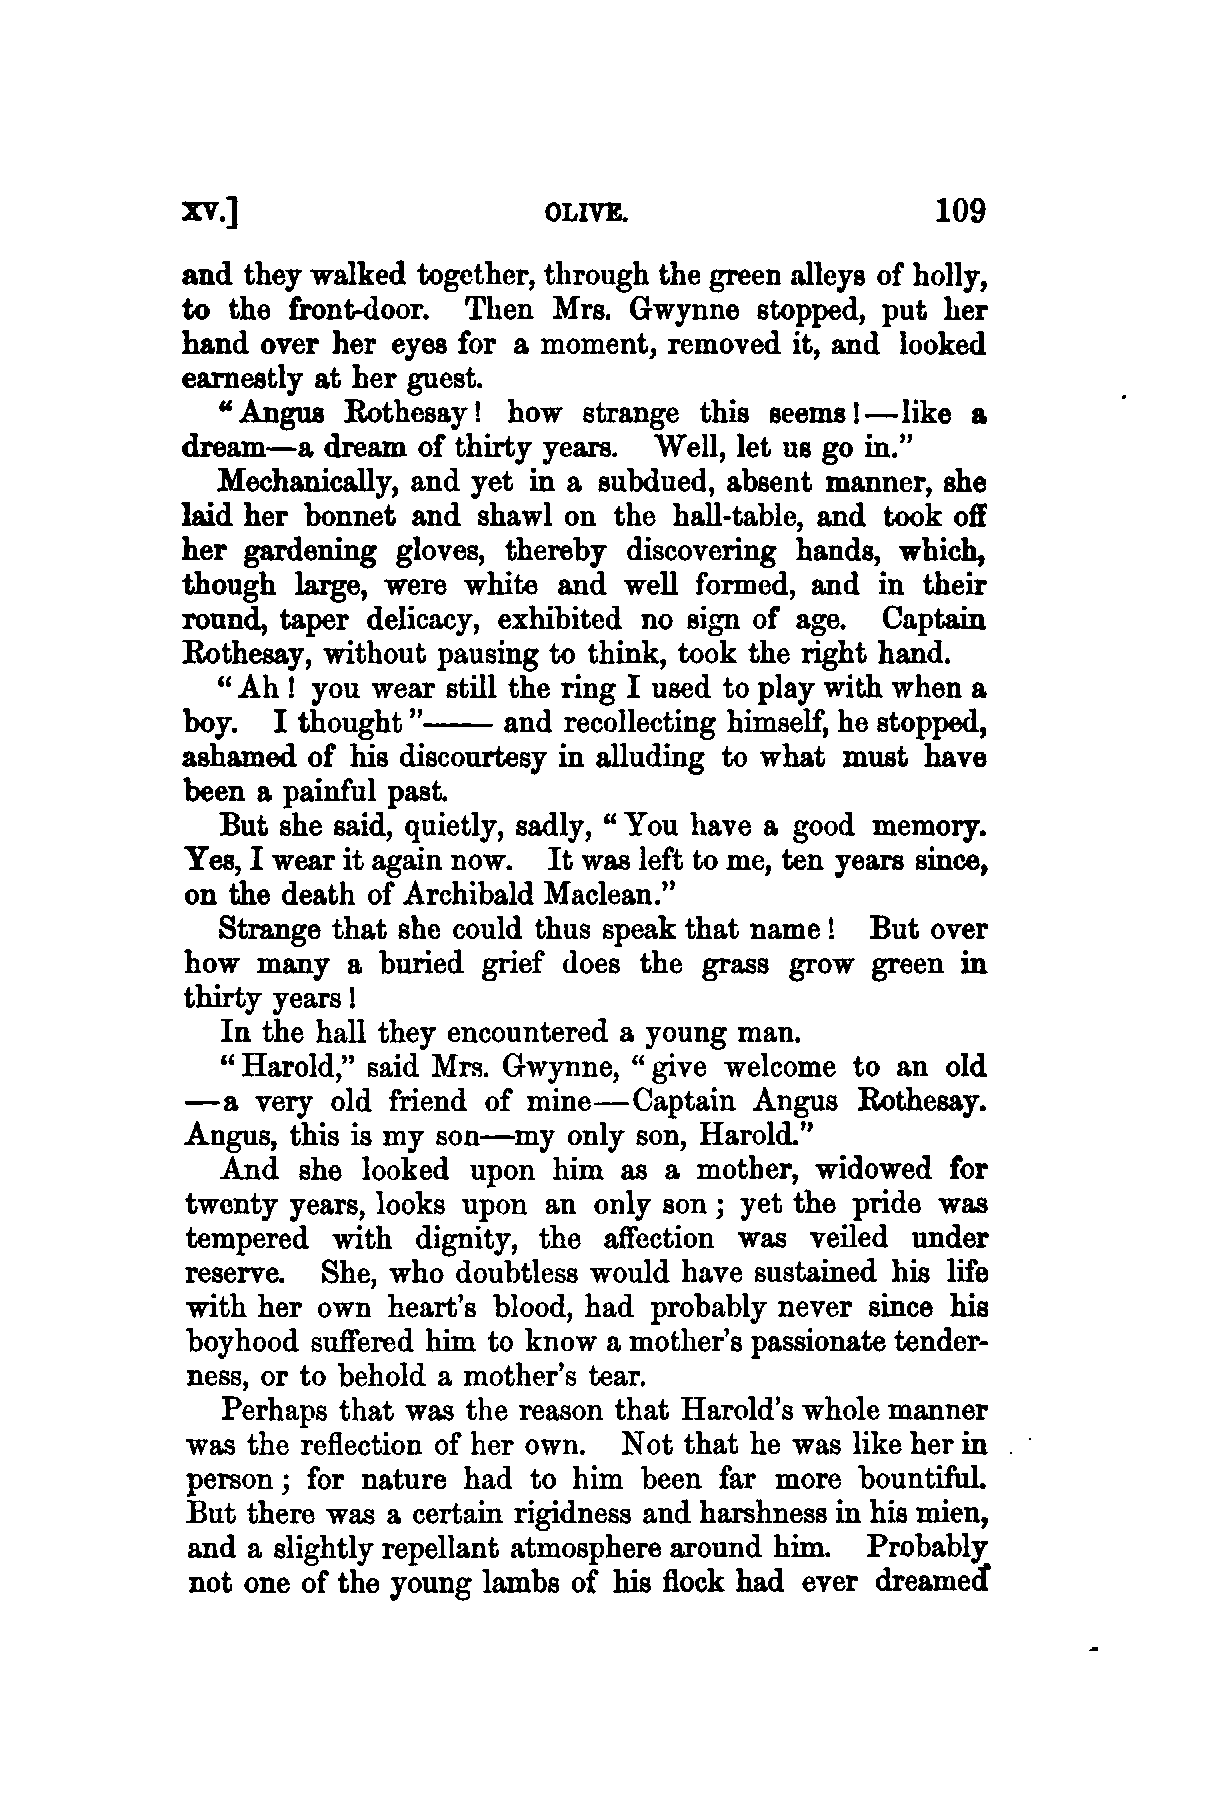 XV.] OLIVE. 109
and they walked together, through the green alleys of holly,
to the front-door. Then Mrs. Gwynne stopped, put her
hand over her eyes for a moment, removed it, and looked
earnestly at her guest.
“Angus Rothesay! how strange this seems!—like a
dream—a dream of thirty years. Well, let us go in.”
Mechanically, and yet in a subdued, absent manner, she
laid her bonnet and shawl on the hall-table, and took off
her gardening gloves, thereby discovering hands, which,
though large, were white and well formed, and in their
round, taper delicacy, exhibited no sign of age. Captain
Rothesay, without pausing to think, took the right hand.
“Ah! you wear still the ring I used to play with when a
boy. I thought”—— and recollecting himself, he stopped,
ashamed of his discourtesy in alluding to what must have
been a painful past.
But she said, quietly, sadly, “You have a good memory.
Yes, I wear it again now. It was left to me, ten years since,
on the death of Archibald Maclean.”
Strange that she could thus speak that name! But over
how many a buried grief does the grass grow green in
thirty years!
In the hall they encountered a young man.
“Harold,” said Mrs. Gwynne, “give welcome to an old
—a very old friend of mine—Captain Angus Rothesay.
Angus, this is my son—my only son, Harold.”
And she looked upon him as a mother, widowed for
twenty years, looks upon an only son; yet the pride was
tempered with dignity, the affection was veiled under
reserve. She, who doubtless would have sustained his life
with her own heart's blood, had probably never since his
boyhood suffered him to know a mother's passionate tender-
ness, or to behold a mother's tear.
Perhaps that was the reason that Harold's whole manner
was the reflection of her own. Not that he was like her in
person; for nature had to him been far more bountiful.
But there was a certain rigidness and harshness in his mien,
and a slightly repellant atmosphere around him. Probably
not one of the young lambs of his flock had ever dreamed